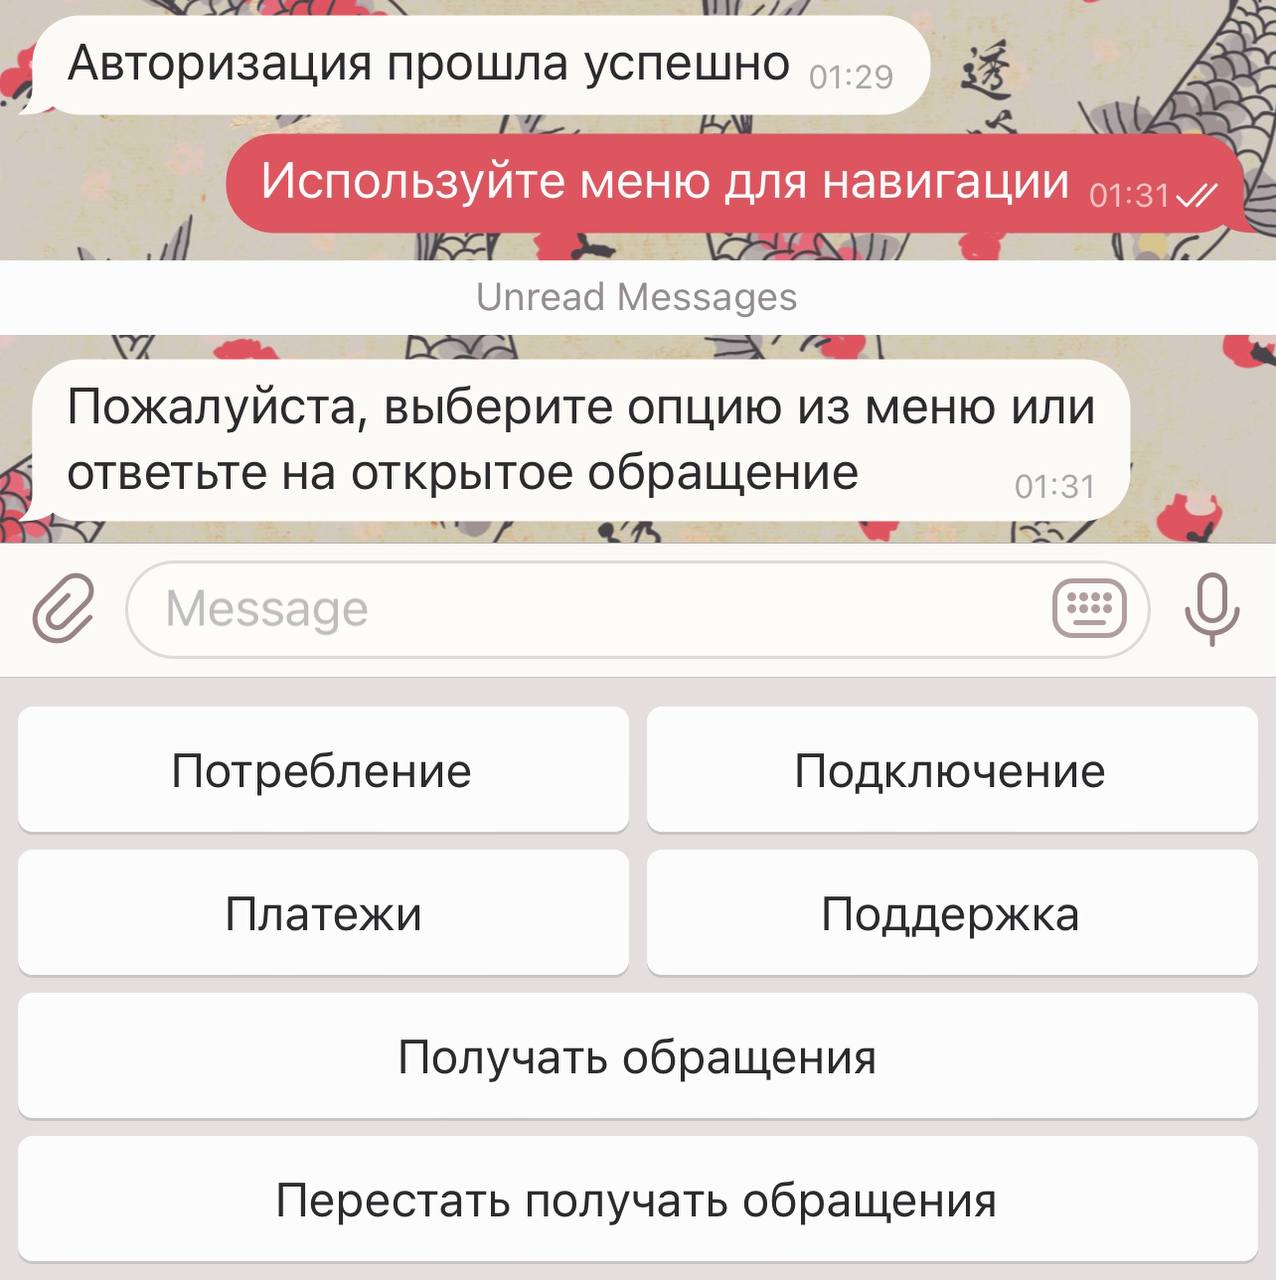 Авторизация прошла успешно 01:29
透
Используйте меню для навигации 01:31
Unread Messages
Пожалуйста, выберите опцию из меню или
ответьте на открытое обращение 01:31
Message
Потребление
Подключение
Платежи
Поддержка
Получать обращения
Перестать получать обращения